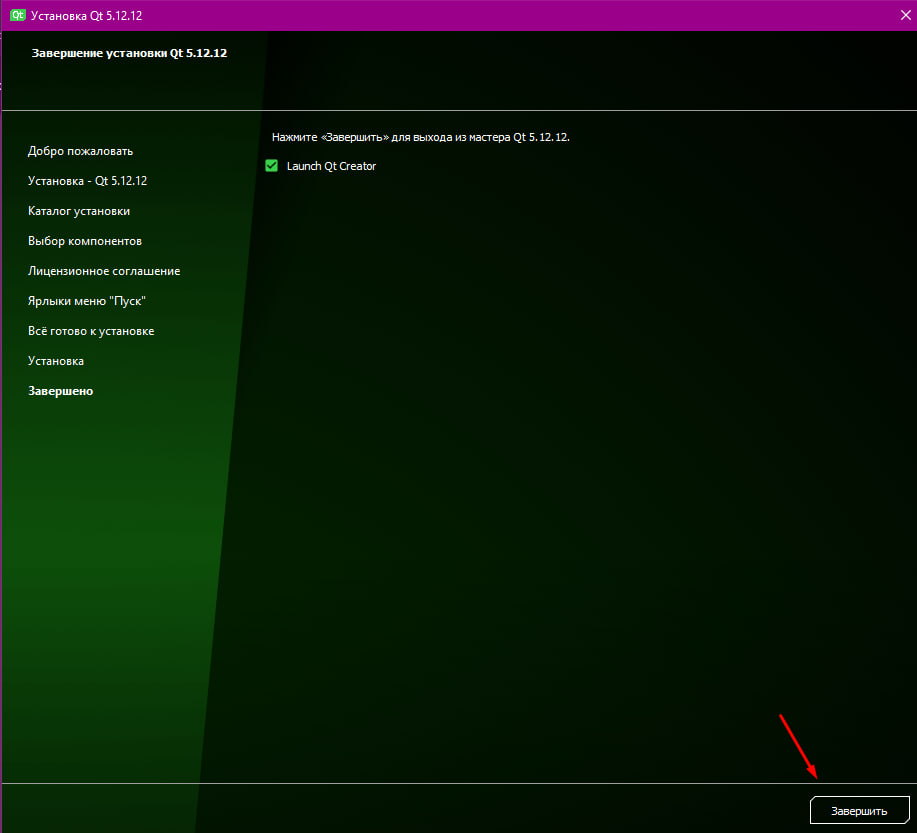 Qt Установка Qt 5.12.12
Завершение установки Qt 5.12.12
Нажмите «Завершить» для выхода из мастера Qt 5.12.12.
Launch Qt Creator
Добро пожаловать
Установка - Qt 5.12.12
Каталог установки
Выбор компонентов
Лицензионное соглашение
Ярлыки меню "Пуск"
Всё готово к установке
Установка
Завершено
Завершить